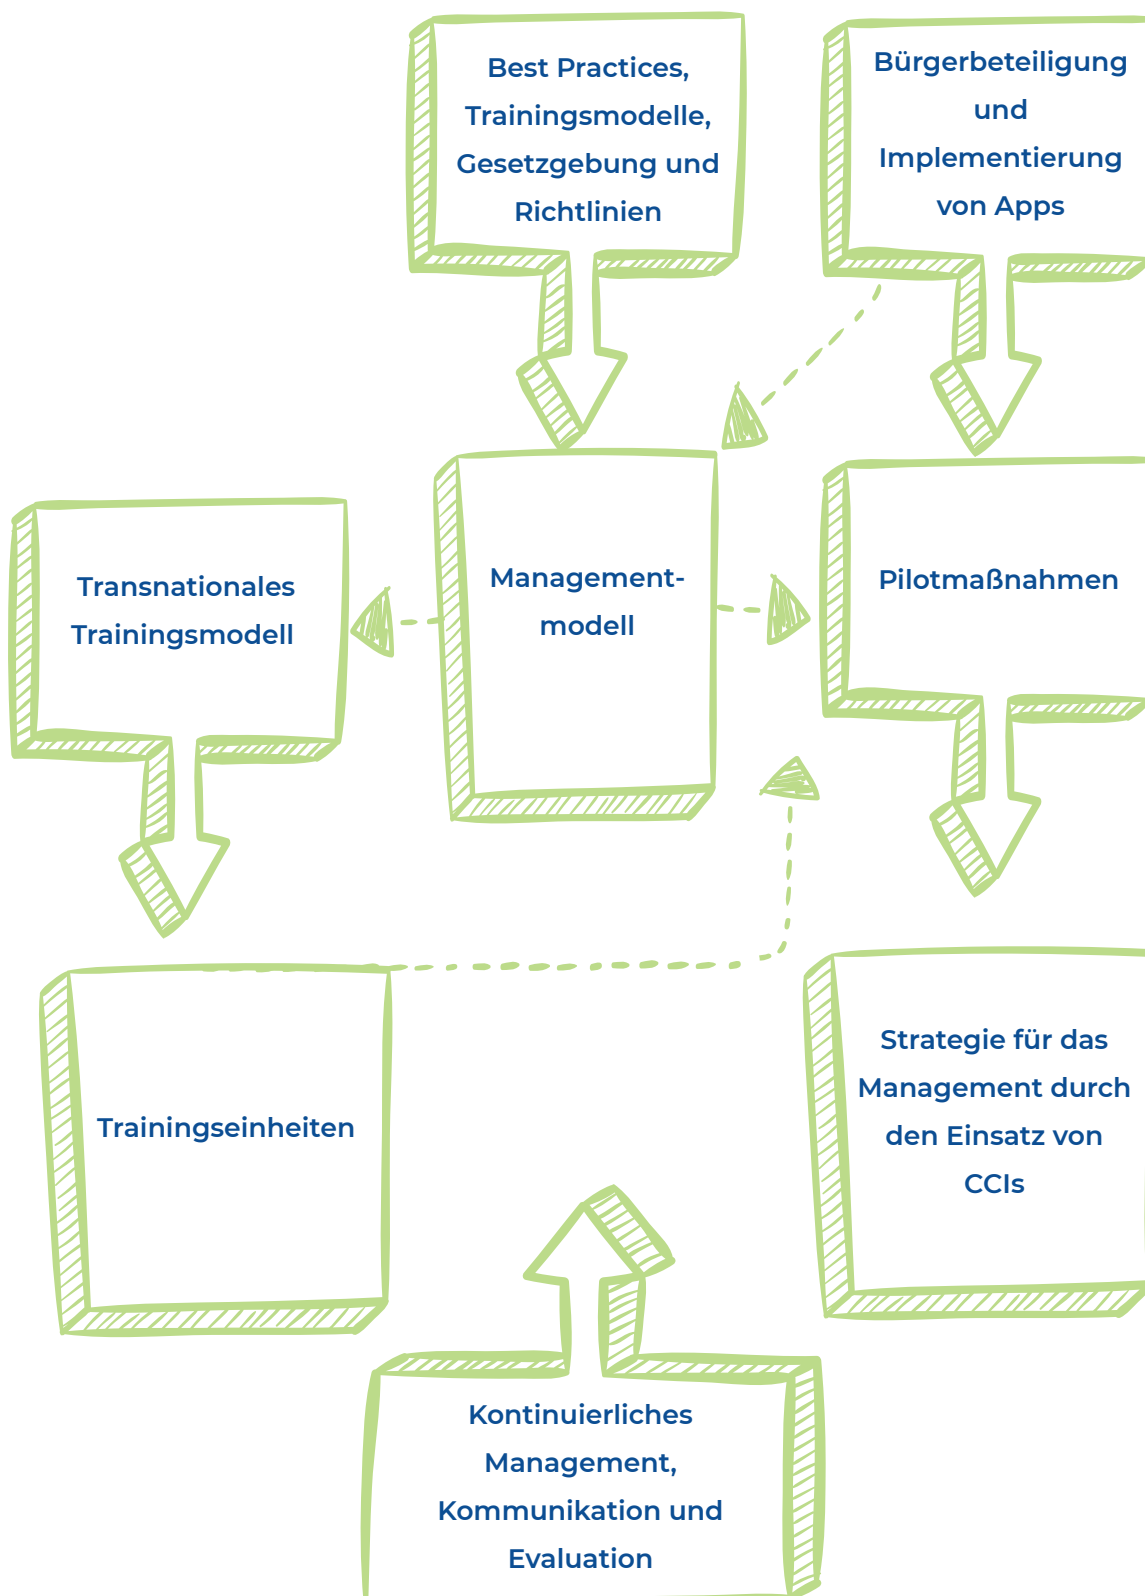 Best Practices,
Trainingsmodelle,
Gesetzgebung und
Richtlinien
Bürgerbeteiligung
und
Implementierung
von Apps
Transnationales
Trainingsmodell
Management-
modell
Pilotmaßnahmen
Trainingseinheiten
Strategie für das
Management durch
den Einsatz von
CCIs
Kontinuierliches
Management,
Kommunikation und
Evaluation